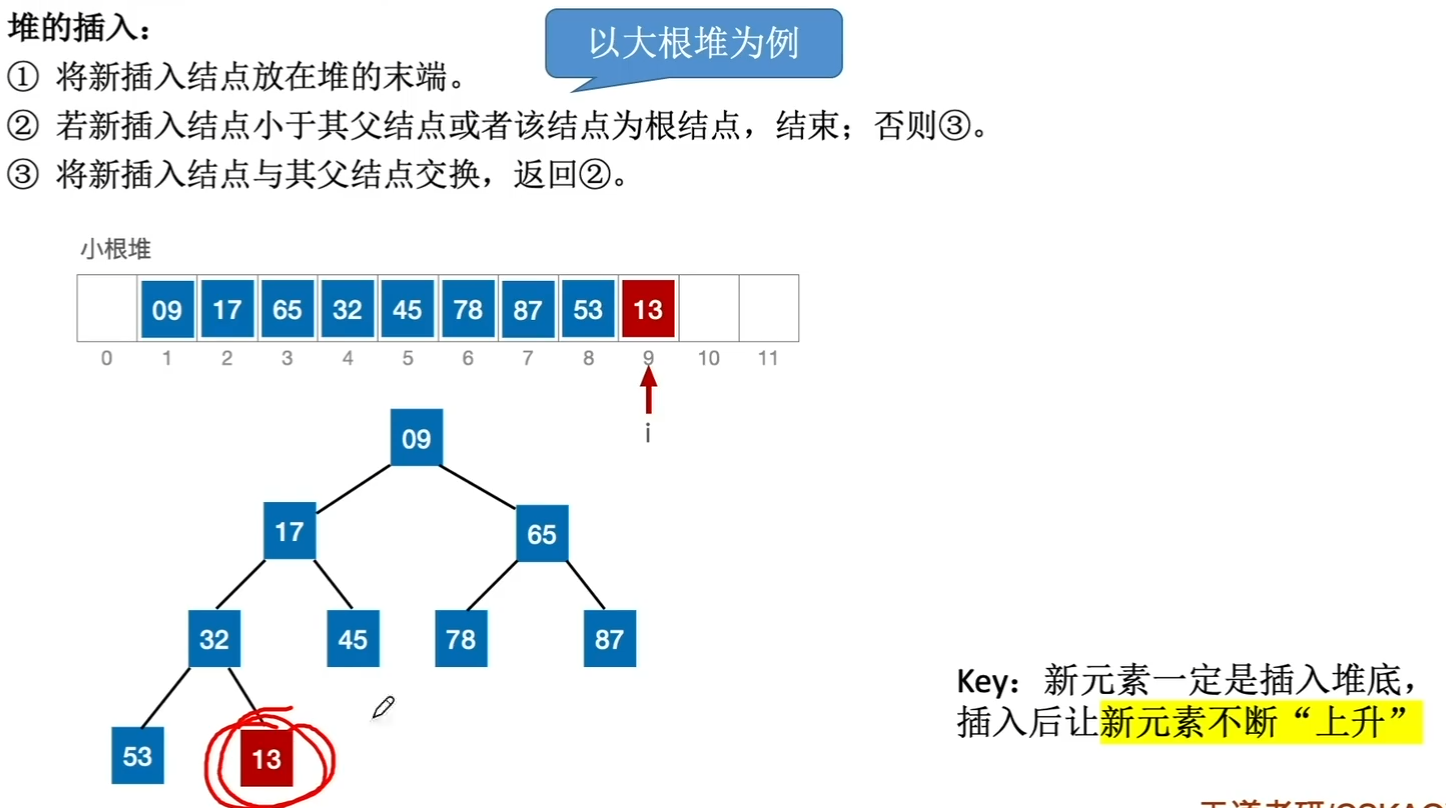 堆的插入：
以大根堆为例
① 将新插入结点放在堆的末端。
② 若新插入结点小于其父结点或者该结点为根结点，结束；否则③。
③ 将新插入结点与其父结点交换，返回②。
小根堆
09 17 65 32 45 78 87 53 13
0 1 2 3 4 5 6 7 8 9 10 11
i
09
17 65
32 45 78 87
53 13
Key：新元素一定是插入堆底，
插入后让新元素不断“上升”